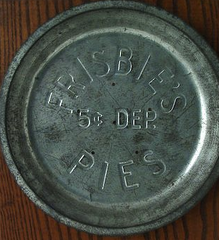 FRISBIE'S
5¢ DEP.
PIES